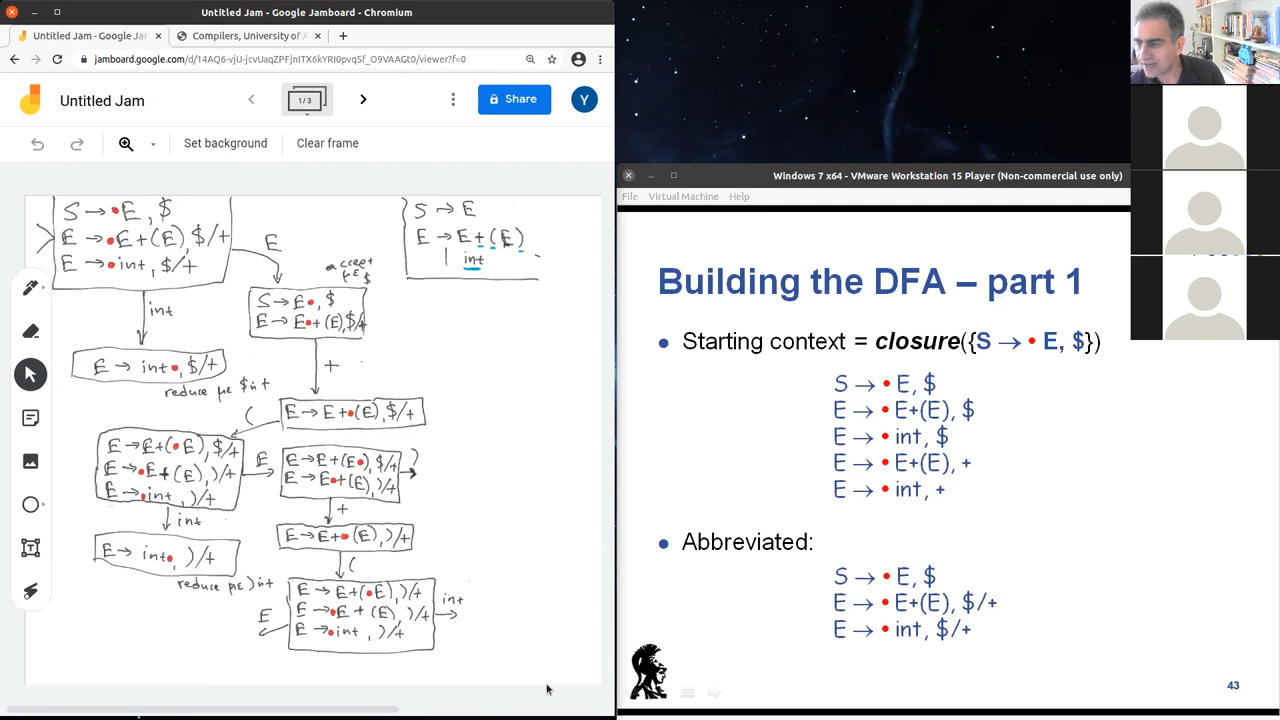 Untitled Jam - Google Jamboard - Chromium
Untitled Jam - Google Jam
Compilers, University of A
jamboard.google.com/d/14AQ6-vjU-jcvUaqZPFjnITX6kYRI0pvq5f_O9VAAGt0/viewer?f=0
Untitled Jam
1/3
Share
Y
Set background
Clear frame
S → •E, $
E → •E+(E), $/+
E → •int, $/+
E
S → E
E → E+(E)
| int
int
accept
με $
S → E•, $
E → E•+(E), $/+
E → int•, $/+
+
(
E → E+•(E), $/+
E → E+(•E), $/+
E → •E+(E), )/+
E → •int, )/+
E
E → E+(E•), $/+
E → E•+(E), )/+
)
int
+
E → int•, )/+
E → E+•(E), )/+
(
E → E+(•E), )/+
E → •E+(E), )/+
E → •int, )/+
E
int
Windows 7 x64 - VMware Workstation 15 Player (Non-commercial use only)
File Virtual Machine Help
Building the DFA – part 1
• Starting context = closure({S → • E, $})
S → • E, $
E → • E+(E), $
E → • int, $
E → • E+(E), +
E → • int, +
• Abbreviated:
S → • E, $
E → • E+(E), $/+
E → • int, $/+
43